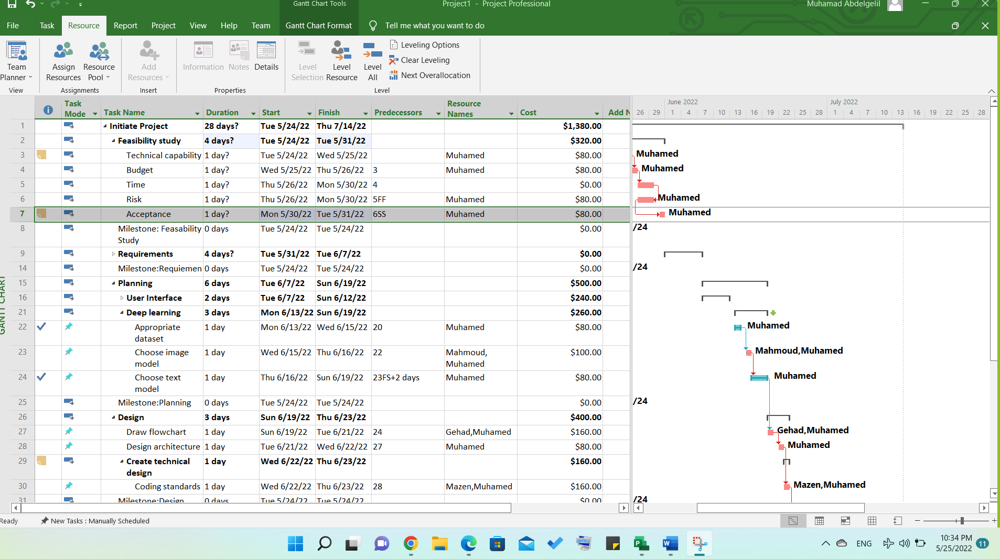 Gantt Chart Tools
Project1 - Project Professional
Muhamad Abdelgelil
File Task Resource Report Project View Help Team Gantt Chart Format Tell me what you want to do
Team Planner
Assign Resources
Resource Pool
Add Resources
Information
Notes
Details
Level Selection
Level Resource
Level All
Leveling Options
Clear Leveling
Next Overallocation
View Assignments Insert Properties Level
Task Mode Task Name Duration Start Finish Predecessors Resource Names Cost Add N
1 Initiate Project 28 days? Tue 5/24/22 Thu 7/14/22 $1,380.00
2 Feasibility study 4 days? Tue 5/24/22 Tue 5/31/22 $320.00
3 Technical capability 1 day? Tue 5/24/22 Wed 5/25/22 Muhamed $80.00
4 Budget 1 day? Wed 5/25/22 Thu 5/26/22 3 Muhamed $80.00
5 Time 1 day? Thu 5/26/22 Mon 5/30/22 4 $0.00
6 Risk 1 day? Thu 5/26/22 Mon 5/30/22 5FF Muhamed $80.00
7 Acceptance 1 day? Mon 5/30/22 Tue 5/31/22 6SS Muhamed $80.00
8 Milestone: Feasability Study 0 days Tue 5/24/22 Tue 5/24/22 $0.00
9 Requirements 4 days? Tue 5/31/22 Tue 6/7/22 $0.00
14 Milestone:Requiemen 0 days Tue 5/24/22 Tue 5/24/22 $0.00
15 Planning 6 days Tue 6/7/22 Sun 6/19/22 $500.00
16 User Interface 2 days Tue 6/7/22 Sun 6/12/22 $240.00
21 Deep learning 3 days Mon 6/13/22 Sun 6/19/22 $260.00
22 Appropriate dataset 1 day Mon 6/13/22 Wed 6/15/22 20 Muhamed $80.00
23 Choose image model 1 day Wed 6/15/22 Thu 6/16/22 22 Mahmoud, Muhamed $100.00
24 Choose text model 1 day Thu 6/16/22 Sun 6/19/22 23FS+2 days Muhamed $80.00
25 Milestone:Planning 0 days Tue 5/24/22 Tue 5/24/22 $0.00
26 Design 3 days Sun 6/19/22 Thu 6/23/22 $400.00
27 Draw flowchart 1 day Sun 6/19/22 Tue 6/21/22 24 Gehad,Muhamed $160.00
28 Design architecture 1 day Tue 6/21/22 Wed 6/22/22 27 Muhamed $80.00
29 Create technical design 1 day Wed 6/22/22 Thu 6/23/22 $160.00
30 Coding standards 1 day Wed 6/22/22 Thu 6/23/22 28 Mazen,Muhamed $160.00
31 Milestone:Design 0 days Tue 5/24/22 Tue 5/24/22 $0.00
June 2022 July 2022
26 29 1 4 7 10 13 16 19 22 25 28 1 4 7 10 13 16 19 22 25 28
Muhamed
Muhamed
Muhamed
Muhamed
/24
/24
Muhamed
Mahmoud,Muhamed
Muhamed
/24
Gehad,Muhamed
Muhamed
Mazen,Muhamed
/24
GANTT CHART
Ready New Tasks : Manually Scheduled
ENG
10:34 PM
5/25/2022
11